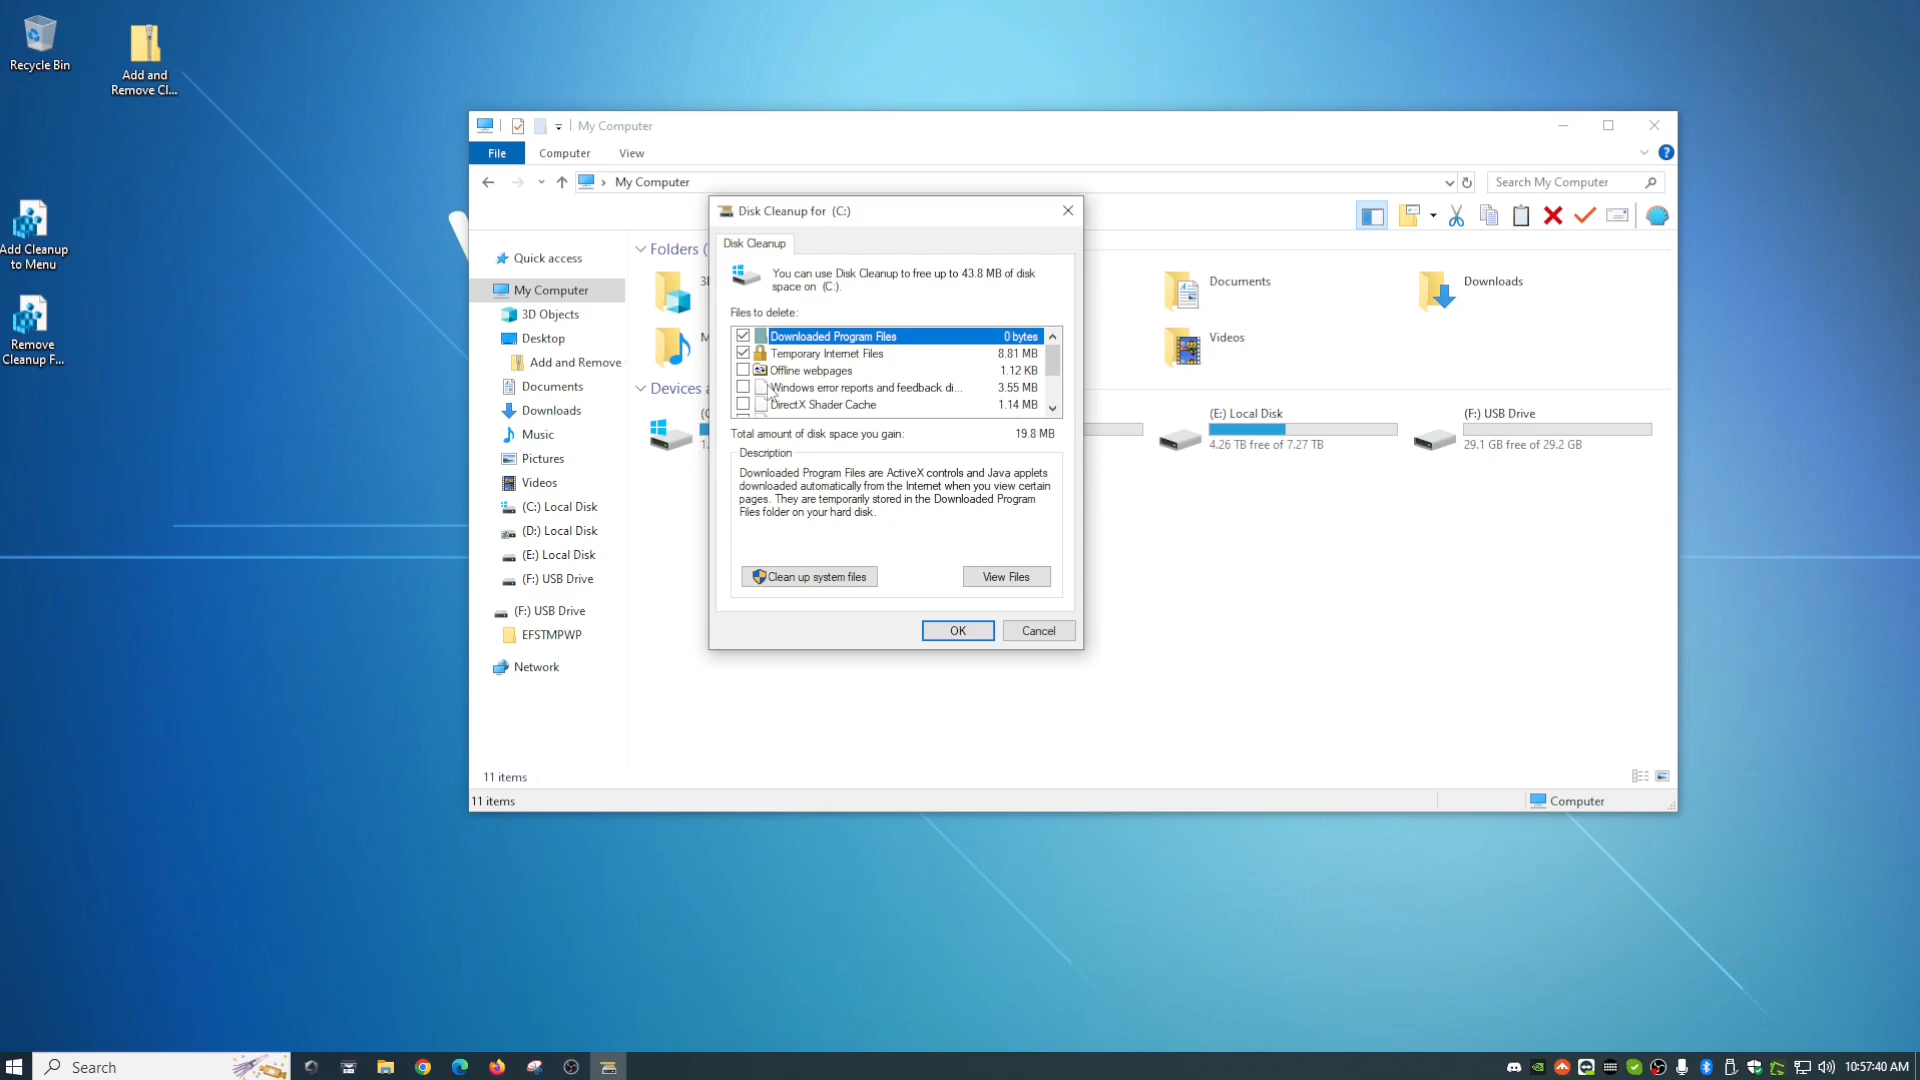 Recycle Bin
Add and
Remove Cl...
Add Cleanup
to Menu
Remove
Cleanup F...
My Computer
File
Computer
View
My Computer
Search My Computer
Quick access
My Computer
3D Objects
Desktop
Add and Remove
Documents
Downloads
Music
Pictures
Videos
(C:) Local Disk
(D:) Local Disk
(E:) Local Disk
(F:) USB Drive
(F:) USB Drive
EFSTMPWP
Network
Folders (
Documents
Downloads
Videos
Devices a
(E:) Local Disk
4.26 TB free of 7.27 TB
(F:) USB Drive
29.1 GB free of 29.2 GB
Disk Cleanup for (C:)
Disk Cleanup
You can use Disk Cleanup to free up to 43.8 MB of disk
space on (C:).
Files to delete:
Downloaded Program Files 0 bytes
Temporary Internet Files 8.81 MB
Offline webpages 1.12 KB
Windows error reports and feedback di... 3.55 MB
DirectX Shader Cache 1.14 MB
Total amount of disk space you gain: 19.8 MB
Description
Downloaded Program Files are ActiveX controls and Java applets
downloaded automatically from the Internet when you view certain
pages. They are temporarily stored in the Downloaded Program
Files folder on your hard disk.
Clean up system files
View Files
OK
Cancel
11 items
11 items
Computer
Search
10:57:40 AM